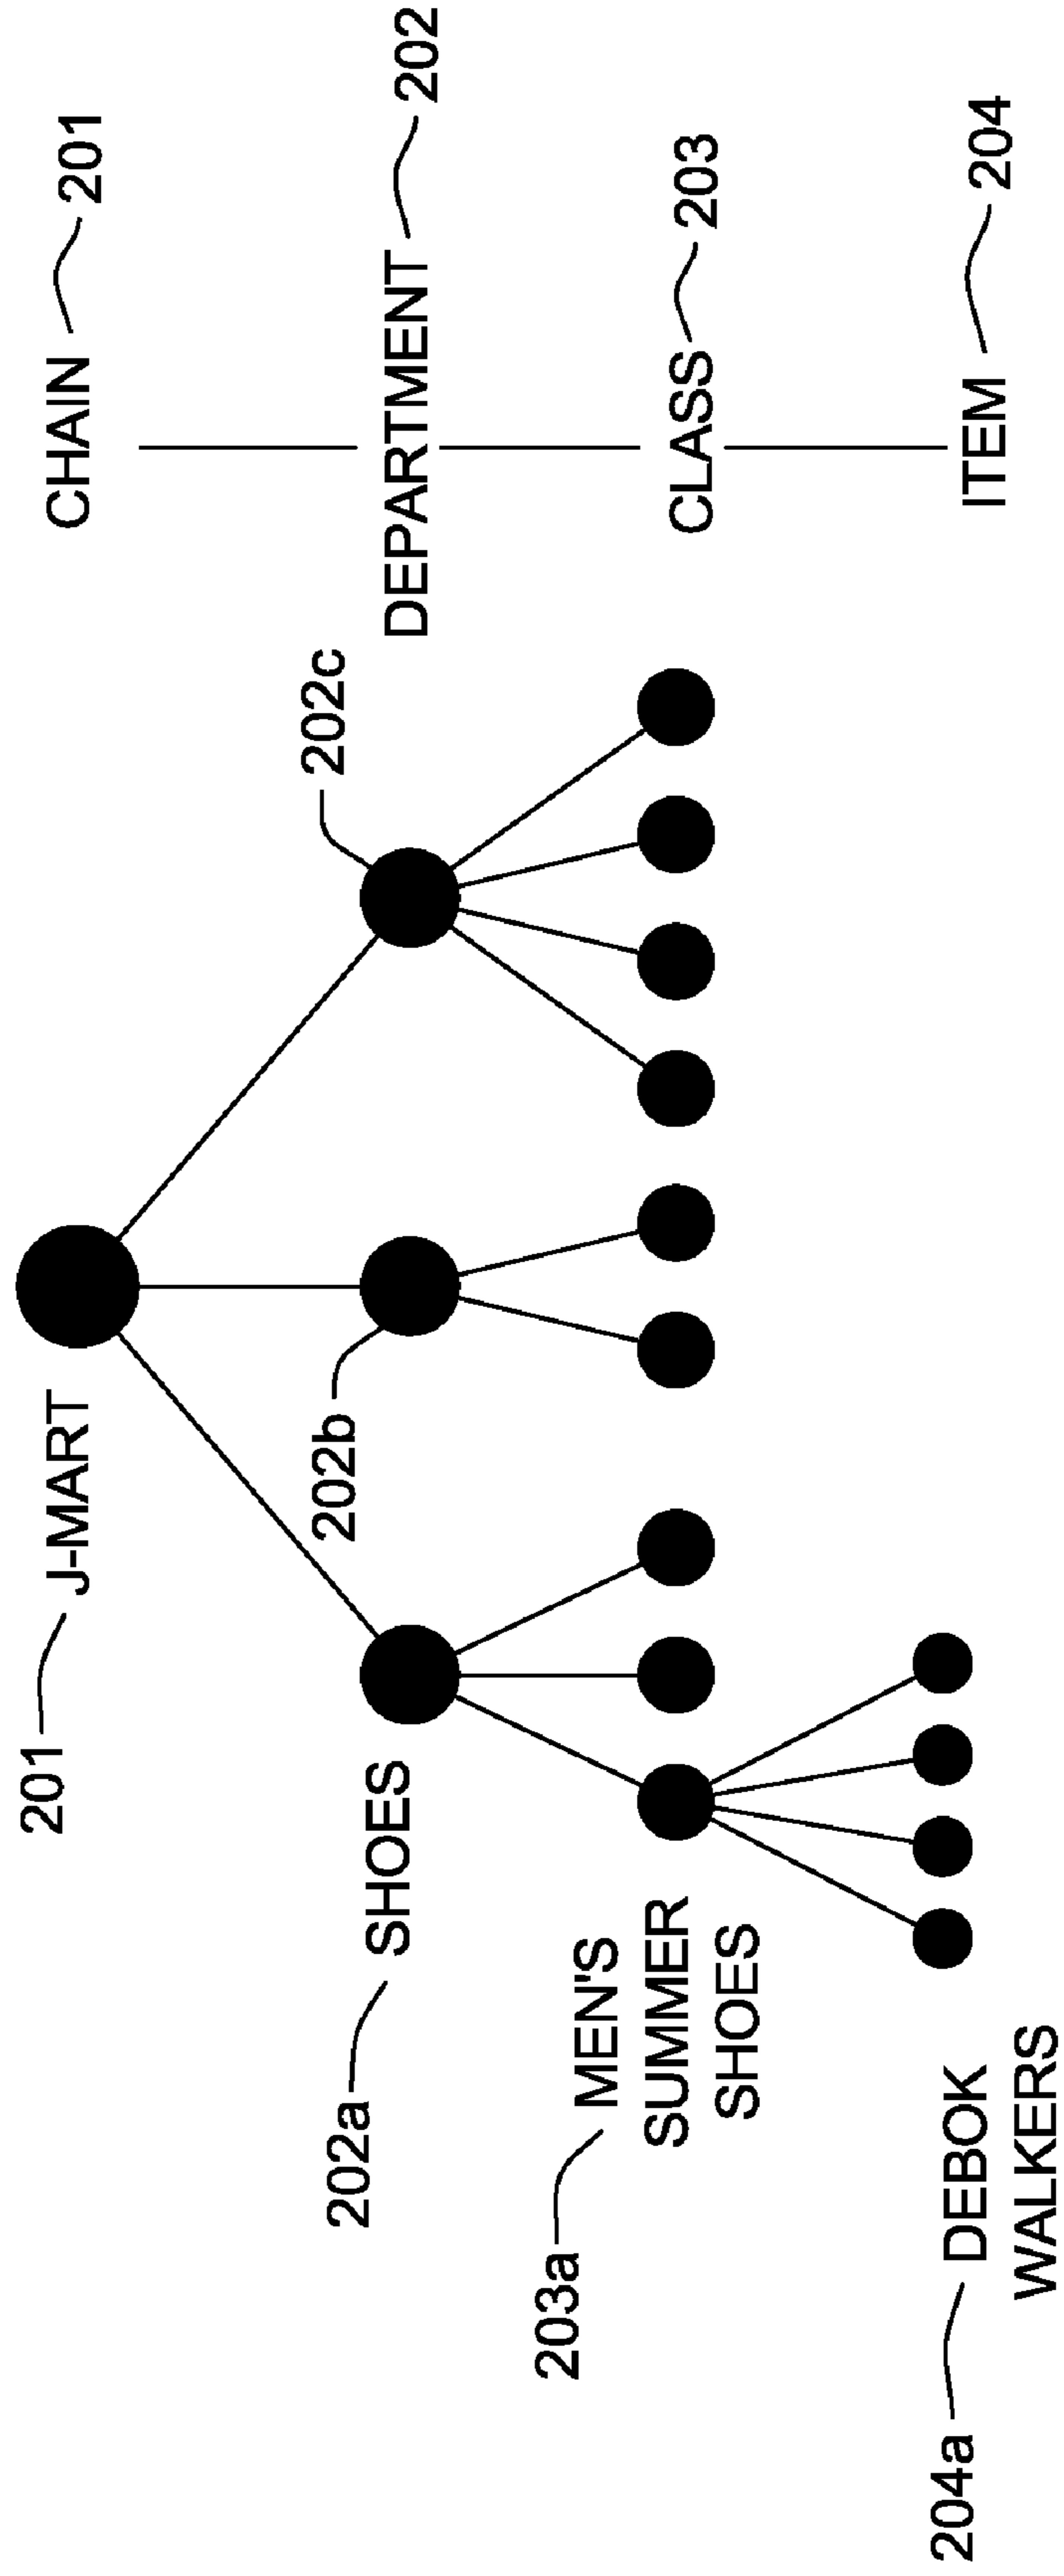 201 J-MART
CHAIN 201
202a SHOES
202b
202c
DEPARTMENT 202
203a MEN'S
SUMMER
SHOES
CLASS 203
204a DEBOK
WALKERS
ITEM 204